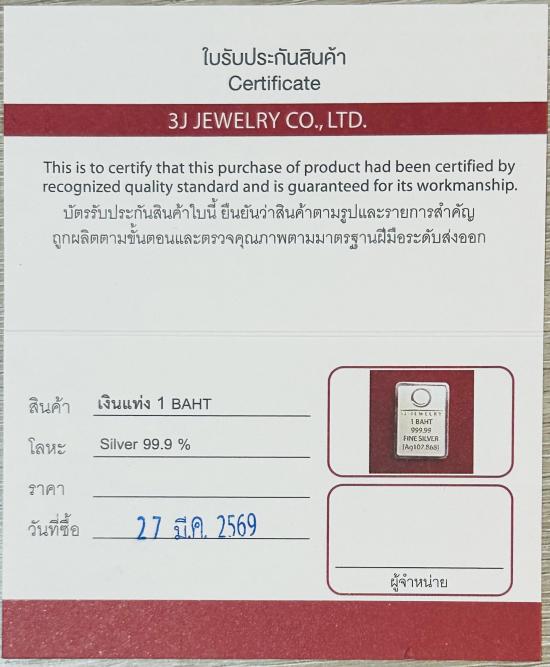 ใบรับประกันสินค้า
Certificate
3J JEWELRY CO., LTD.
This is to certify that this purchase of product had been certified by
recognized quality standard and is guaranteed for its workmanship.
บัตรรับประกันสินค้าใบนี้ ยืนยันว่าสินค้าตามรูปและรายการสำคัญ
ถูกผลิตตามขั้นตอนและตรวจคุณภาพตามมาตรฐานฝีมือระดับส่งออก
สินค้า เงินแท่ง 1 BAHT
โลหะ Silver 99.9 %
ราคา
วันที่ซื้อ 27 มี.ค. 2569
3J JEWELRY
1 BAHT
999.99
FINE SILVER
[Ag107.868]
ผู้จำหน่าย